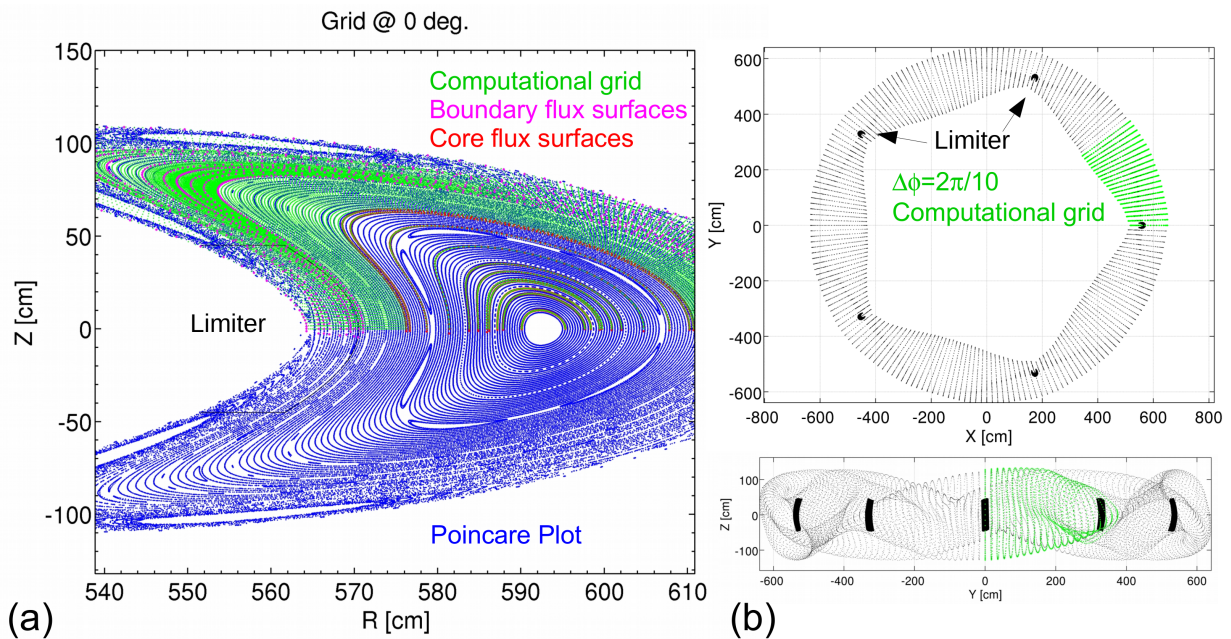 Grid @ 0 deg.
150
100
50
0
-50
-100
Z [cm]
540 550 560 570 580 590 600 610
R [cm]
Computational grid
Boundary flux surfaces
Core flux surfaces
Limiter
Poincare Plot
(a)
600
400
200
0
-200
-400
-600
Y [cm]
-800 -600 -400 -200 0 200 400 600 800
X [cm]
Limiter
Δϕ=2π/10
Computational grid
100
0
-100
Z [cm]
-600 -400 -200 0 200 400 600
Y [cm]
(b)